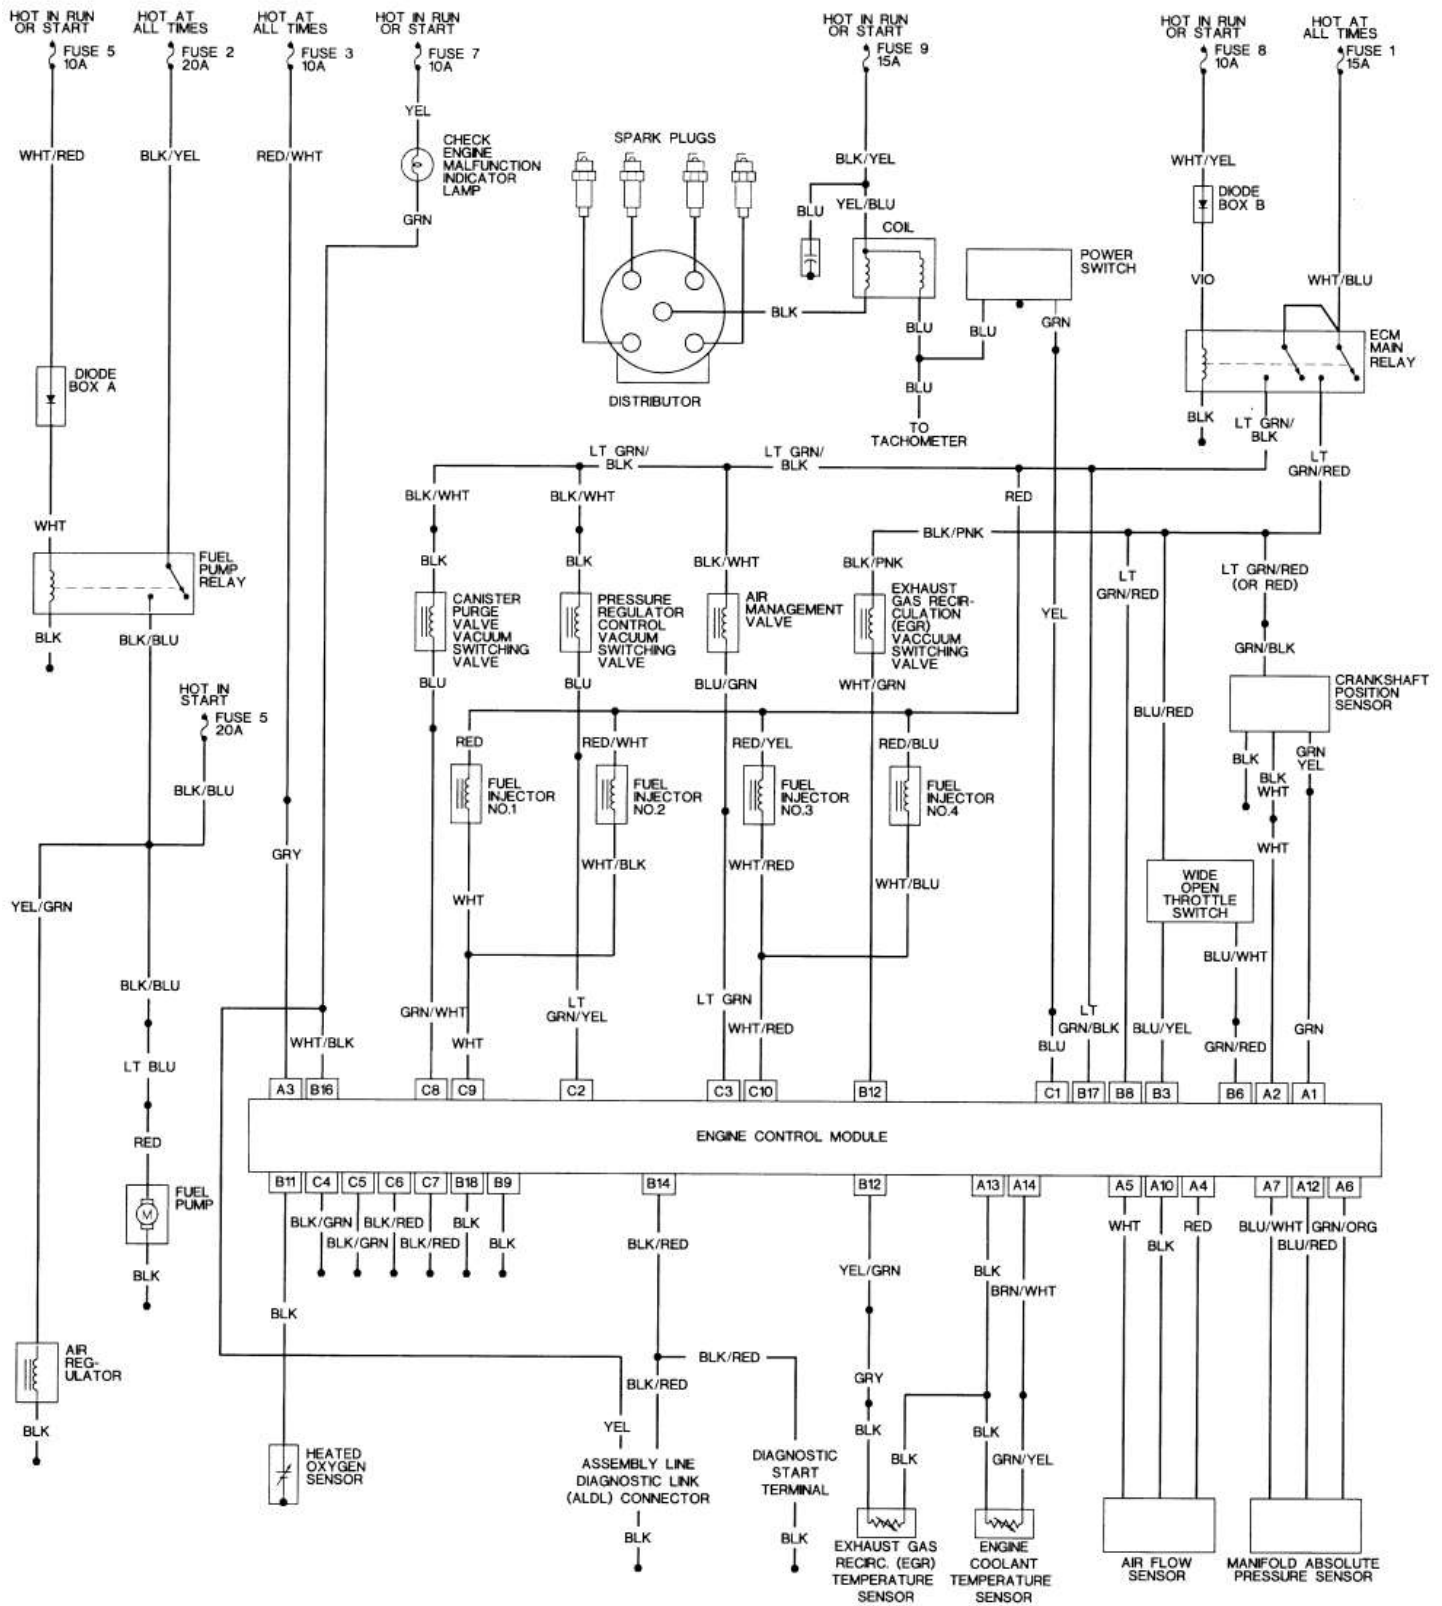 HOT IN RUN
OR START
FUSE 5
10A
HOT AT
ALL TIMES
FUSE 2
20A
HOT AT
ALL TIMES
FUSE 3
10A
HOT IN RUN
OR START
FUSE 7
10A
HOT IN RUN
OR START
FUSE 9
15A
HOT IN RUN
OR START
FUSE 8
10A
HOT AT
ALL TIMES
FUSE 1
15A
YEL
WHT/RED
BLK/YEL
RED/WHT
CHECK
ENGINE
MALFUNCTION
INDICATOR
LAMP
GRN
SPARK PLUGS
BLK/YEL
BLU
YEL/BLU
COIL
POWER
SWITCH
WHT/YEL
DIODE
BOX B
VIO
WHT/BLU
BLK
BLU
BLU
GRN
ECM
MAIN
RELAY
DIODE
BOX A
DISTRIBUTOR
BLU
TO
TACHOMETER
BLK
LT GRN/
BLK
LT
GRN/RED
LT GRN/
BLK
LT GRN/
BLK
BLK/WHT
BLK/WHT
RED
WHT
BLK/PNK
FUEL
PUMP
RELAY
BLK
BLK
BLK/WHT
BLK/PNK
LT
GRN/RED
LT GRN/RED
(OR RED)
CANISTER
PURGE
VALVE
VACUUM
SWITCHING
VALVE
PRESSURE
REGULATOR
CONTROL
VACUUM
SWITCHING
VALVE
AIR
MANAGEMENT
VALVE
EXHAUST
GAS RECIR-
CULATION
(EGR)
VACCUUM
SWITCHING
VALVE
YEL
BLK
BLK/BLU
GRN/BLK
BLU
BLU
BLU/GRN
WHT/GRN
CRANKSHAFT
POSITION
SENSOR
HOT IN
START
FUSE 5
20A
BLU/RED
RED
RED/WHT
RED/YEL
RED/BLU
BLK
BLK
WHT
GRN
YEL
BLK/BLU
FUEL
INJECTOR
NO.1
FUEL
INJECTOR
NO.2
FUEL
INJECTOR
NO.3
FUEL
INJECTOR
NO.4
GRY
WHT
WHT/BLK
WHT/RED
WHT/BLU
WIDE
OPEN
THROTTLE
SWITCH
YEL/GRN
WHT
BLU/WHT
BLK/BLU
GRN/WHT
LT
GRN/YEL
LT GRN
WHT/RED
LT
GRN/BLK
BLU/YEL
GRN
WHT/BLK
WHT
BLU
GRN/RED
LT BLU
A3
B16
C8
C9
C2
C3
C10
B12
C1
B17
B8
B3
B6
A2
A1
RED
ENGINE CONTROL MODULE
FUEL
PUMP
M
B11
C4
C5
C6
C7
B18
B9
B14
B12
A13
A14
A5
A10
A4
A7
A12
A6
BLK/GRN
BLK/RED
BLK
BLK/GRN
BLK/RED
BLK
BLK/RED
WHT
BLK
RED
BLU/WHT
GRN/ORG
BLU/RED
BLK
YEL/GRN
BLK
BRN/WHT
BLK
AIR
REG-
ULATOR
BLK/RED
BLK/RED
GRY
BLK
YEL
BLK
BLK
BLK
GRN/YEL
HEATED
OXYGEN
SENSOR
ASSEMBLY LINE
DIAGNOSTIC LINK
(ALDL) CONNECTOR
DIAGNOSTIC
START
TERMINAL
BLK
BLK
EXHAUST GAS
RECIRC. (EGR)
TEMPERATURE
SENSOR
ENGINE
COOLANT
TEMPERATURE
SENSOR
AIR FLOW
SENSOR
MANIFOLD ABSOLUTE
PRESSURE SENSOR